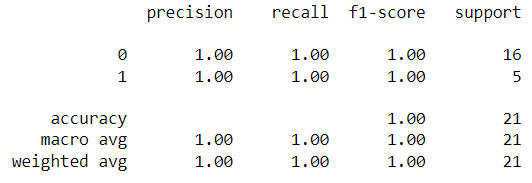 precision recall f1-score support
0 1.00 1.00 1.00 16
1 1.00 1.00 1.00 5
accuracy 1.00 21
macro avg 1.00 1.00 1.00 21
weighted avg 1.00 1.00 1.00 21